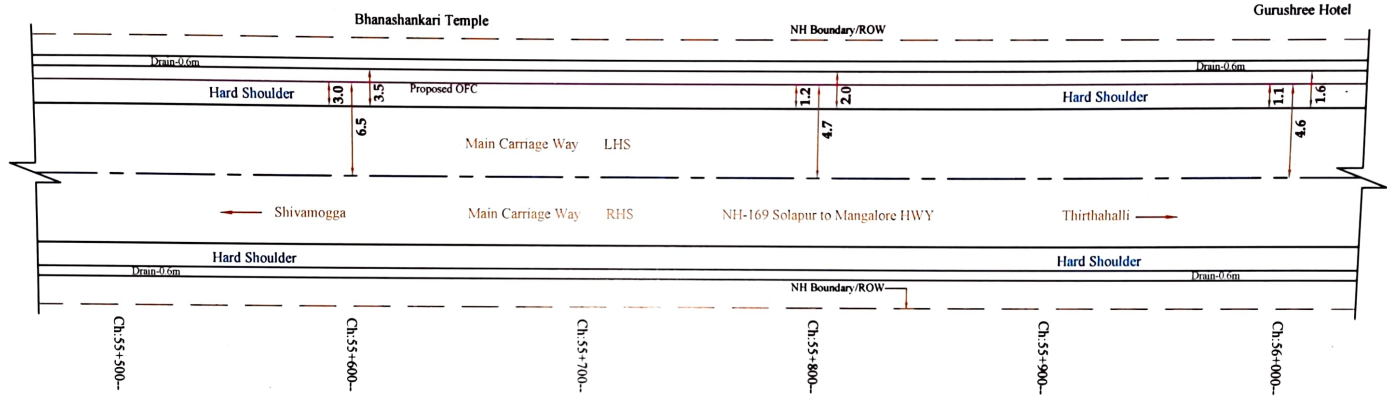 Bhanashankari Temple
Gurushree Hotel
NH Boundary/ROW
Drain-0.6m
Drain-0.6m
Hard Shoulder
3.0
3.5
Proposed OFC
1.2
2.0
Hard Shoulder
1.1
1.6
6.5
4.7
4.6
Main Carriage Way LHS
Shivamogga
Main Carriage Way RHS
NH-169 Solapur to Mangalore HWY
Thirthahalli
Hard Shoulder
Hard Shoulder
Drain-0.6m
Drain-0.6m
NH Boundary/ROW
Ch:55+500--
Ch:55+600--
Ch:55+700--
Ch:55+800--
Ch:55+900--
Ch:56+000--